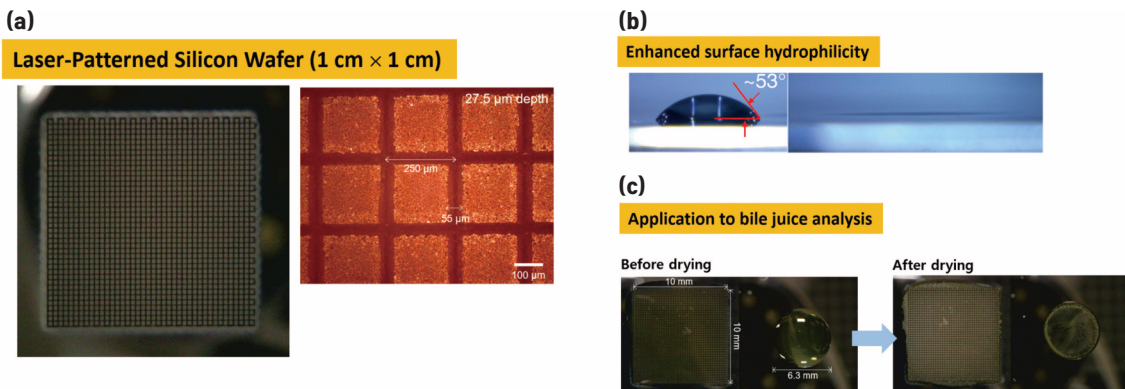 (a)
Laser-Patterned Silicon Wafer (1 cm × 1 cm)
27.5 µm depth
250 µm
55 µm
100 µm
(b)
Enhanced surface hydrophilicity
~53°
(c)
Application to bile juice analysis
Before drying
10 mm
10 mm
6.3 mm
After drying